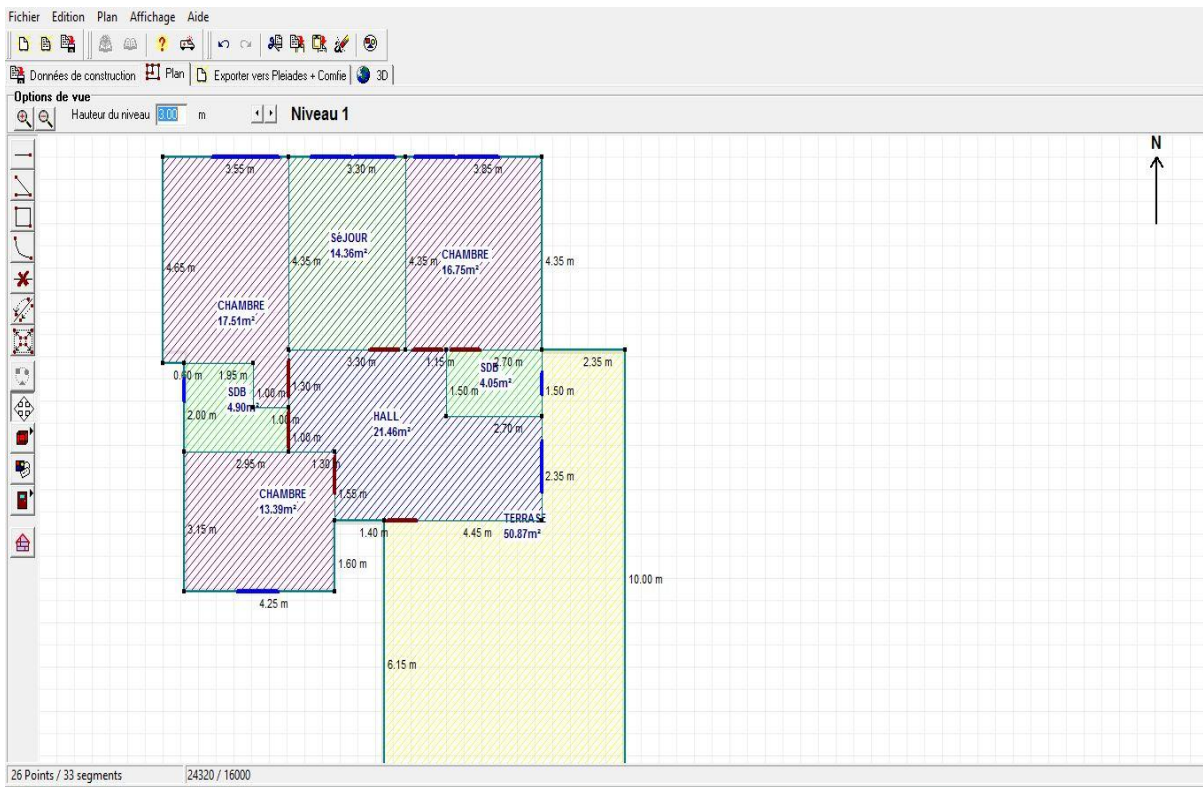 Fichier Edition Plan Affichage Aide
Données de construction Plan Exporter vers Pleiades + Comfie 3D
Options de vue
Hauteur du niveau 3.00 m Niveau 1
N
3.55 m 3.30 m 3.85 m
SéJOUR
14.36m²
CHAMBRE
16.75m²
4.65 m 4.35 m 4.35 m 4.35 m
CHAMBRE
17.51m²
3.30 m 1.15 m 2.70 m 2.35 m
0.60 m 1.95 m
SDB
4.05m²
SDB
4.90m²
1.00 m 1.30 m 1.50 m 1.50 m
2.00 m
HALL
21.46m²
1.00 m
2.70 m
1.00 m
2.95 m 1.30 m
2.35 m
CHAMBRE
13.39m²
1.55 m
TERRASE
50.87m²
3.15 m
1.40 m 4.45 m
1.60 m
10.00 m
4.25 m
6.15 m
26 Points / 33 segments 24320 / 16000